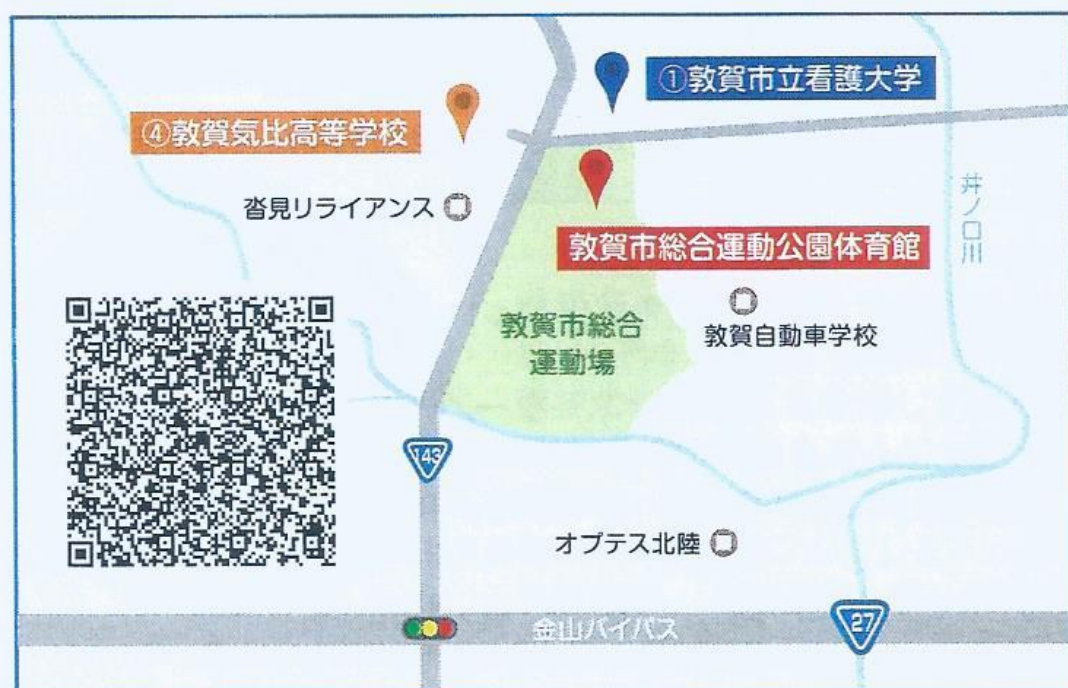 ①敦賀市立看護大学
④敦賀気比高等学校
沓見リライアンス
井ノ口川
敦賀市総合運動公園体育館
敦賀市総合
運動場
敦賀自動車学校
143
オプテス北陸
金山バイパス
27